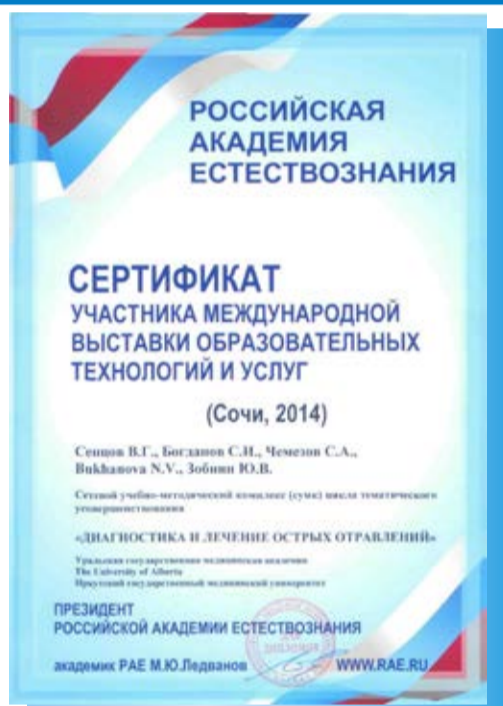 РОССИЙСКАЯ
АКАДЕМИЯ
ЕСТЕСТВОЗНАНИЯ
СЕРТИФИКАТ
УЧАСТНИКА МЕЖДУНАРОДНОЙ
ВЫСТАВКИ ОБРАЗОВАТЕЛЬНЫХ
ТЕХНОЛОГИЙ И УСЛУГ
(Сочи, 2014)
Сенцов В.Г., Богданов С.И., Чемезов С.А.,
Bukhanova N.V., Зобнин Ю.В.
Сетевой учебно-методический комплекс (сумк) цикла тематического
усовершенствования
«ДИАГНОСТИКА И ЛЕЧЕНИЕ ОСТРЫХ ОТРАВЛЕНИЙ»
Уральская государственная медицинская академия
The University of Alberta
Иркутский государственный медицинский университет
ПРЕЗИДЕНТ
РОССИЙСКОЙ АКАДЕМИИ ЕСТЕСТВОЗНАНИЯ
академик РАЕ М.Ю.Ледванов
WWW.RAE.RU